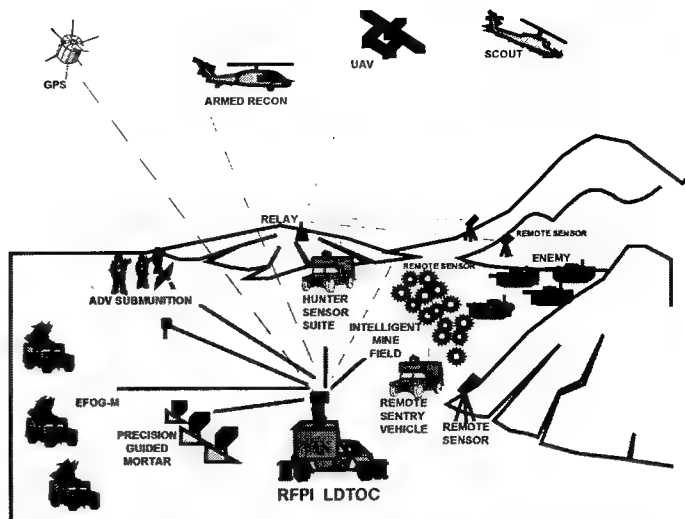 GPS
ARMED RECON
UAV
SCOUT
RELAY
REMOTE SENSOR
REMOTE SENSOR
ENEMY
ADV SUBMUNITION
HUNTER
SENSOR
SUITE
INTELLIGENT
MINE
FIELD
EFOG-M
PRECISION
GUIDED
MORTAR
REMOTE
SENTRY
VEHICLE
REMOTE
SENSOR
RFPI LDTOC